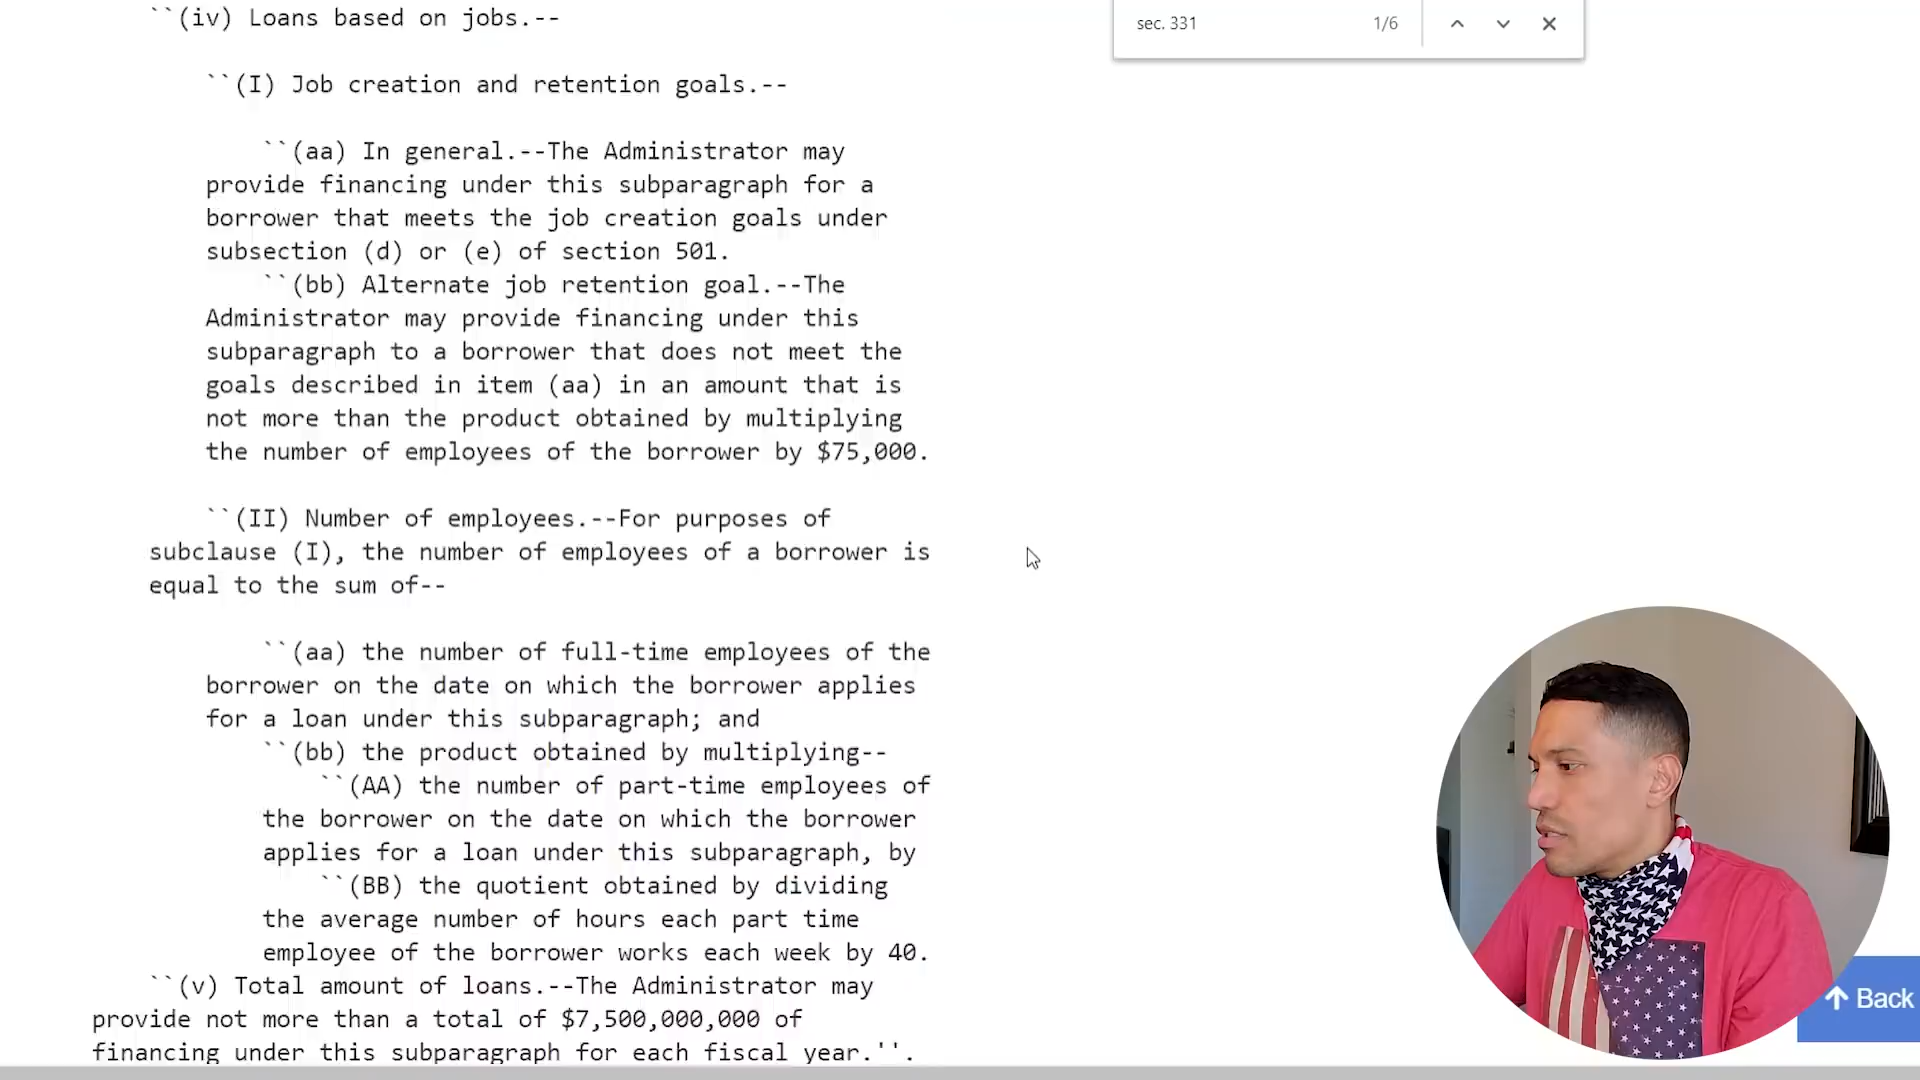 ``(iv) Loans based on jobs.--
sec. 331
1/6
``(I) Job creation and retention goals.--
``(aa) In general.--The Administrator may
provide financing under this subparagraph for a
borrower that meets the job creation goals under
subsection (d) or (e) of section 501.
``(bb) Alternate job retention goal.--The
Administrator may provide financing under this
subparagraph to a borrower that does not meet the
goals described in item (aa) in an amount that is
not more than the product obtained by multiplying
the number of employees of the borrower by $75,000.
``(II) Number of employees.--For purposes of
subclause (I), the number of employees of a borrower is
equal to the sum of--
``(aa) the number of full-time employees of the
borrower on the date on which the borrower applies
for a loan under this subparagraph; and
``(bb) the product obtained by multiplying--
``(AA) the number of part-time employees of
the borrower on the date on which the borrower
applies for a loan under this subparagraph, by
``(BB) the quotient obtained by dividing
the average number of hours each part time
employee of the borrower works each week by 40.
``(v) Total amount of loans.--The Administrator may
provide not more than a total of $7,500,000,000 of
financing under this subparagraph for each fiscal year.''.
Back